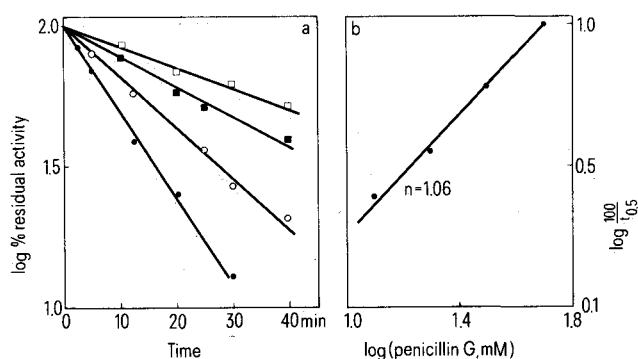 a
b
log % residual activity
2.0
1.5
1.0
0
10
20
30
40 min
Time
n=1.06
1.0
1.4
1.8
log(penicillin G,mM)
1.0
0.5
0.1
log 100/t0.5